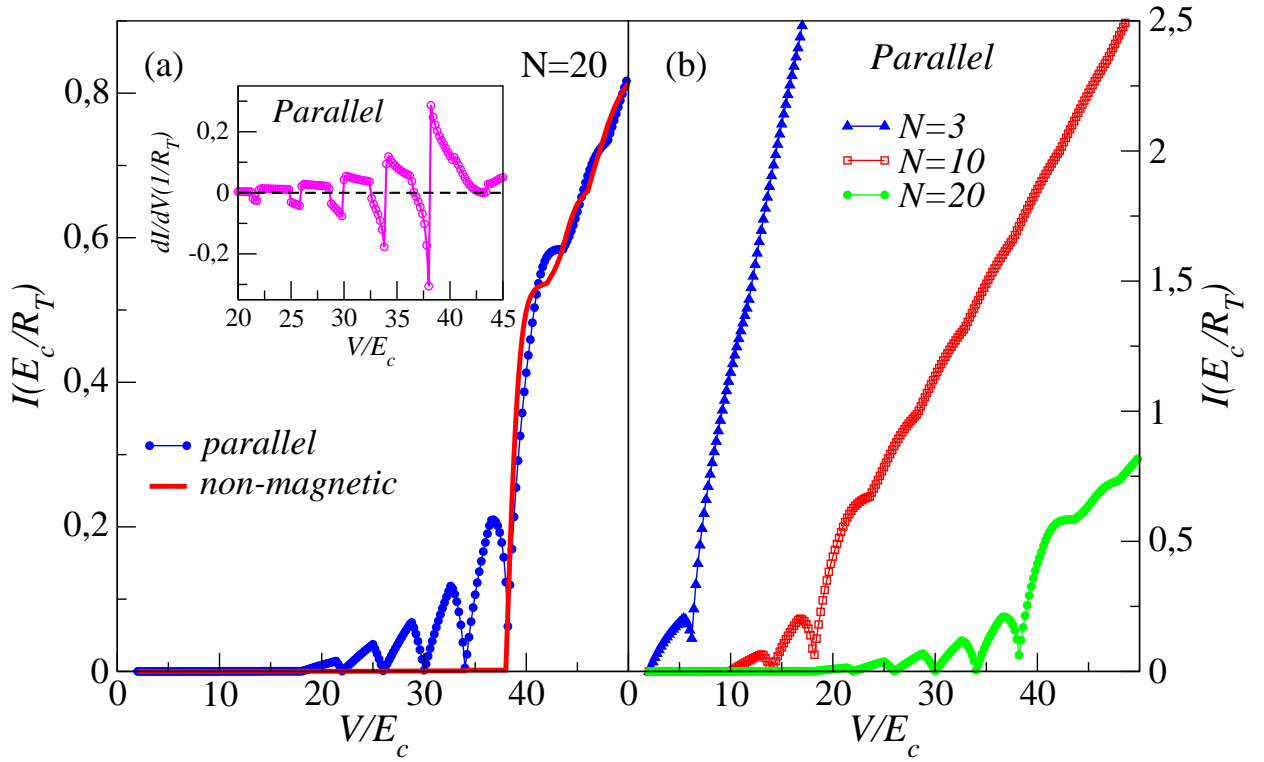 (a)
N=20
Parallel
0,2
0
-0,2
dI/dV(1/R_T)
20 25 30 35 40 45
V/E_c
0,8
0,6
0,4
0,2
0
I(E_c/R_T)
parallel
non-magnetic
10 20 30 40 0
V/E_c
(b)
Parallel
N=3
N=10
N=20
2,5
2
1,5
1
0,5
0
I(E_c/R_T)
10 20 30 40
V/E_c